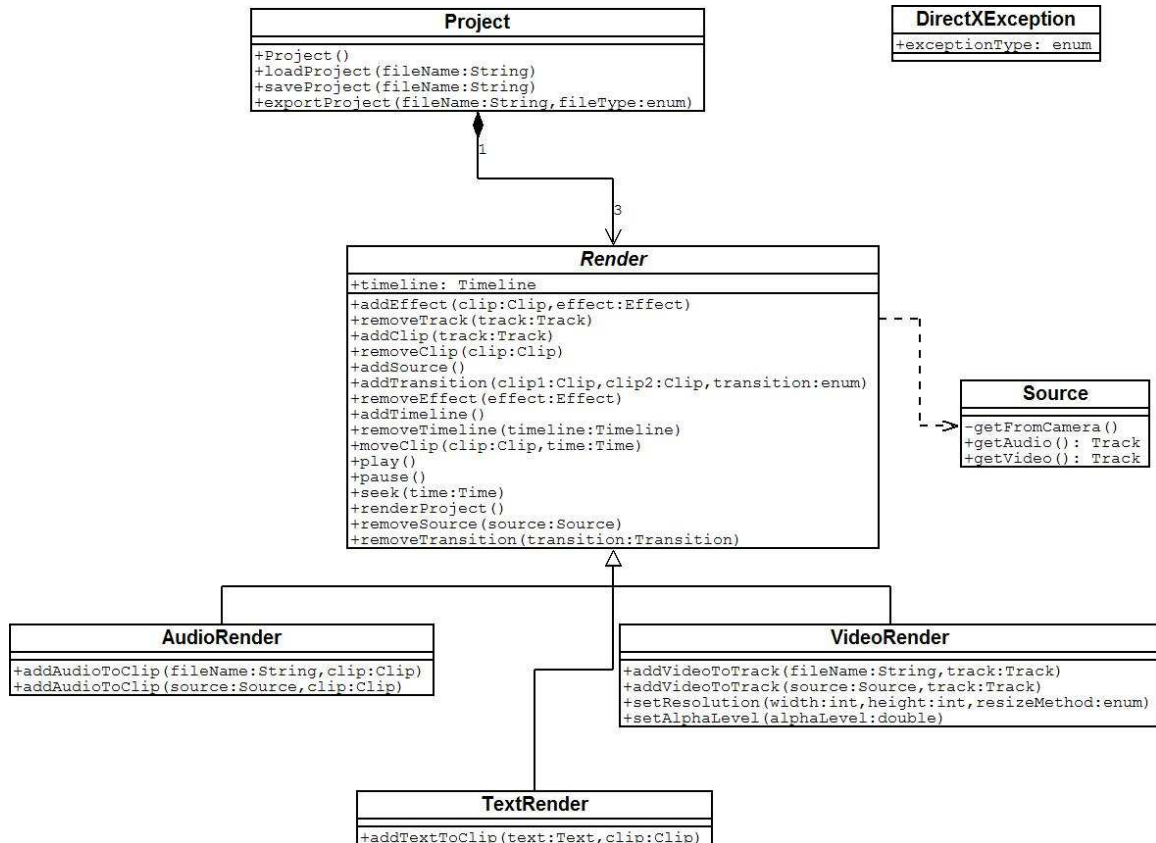 Project
+Project()
+loadProject(fileName:String)
+saveProject(fileName:String)
+exportProject(fileName:String,fileType:enum)
DirectXException
+exceptionType: enum
1
3
Render
+timeline: Timeline
+addEffect(clip:Clip,effect:Effect)
+removeTrack(track:Track)
+addClip(track:Track)
+removeClip(clip:Clip)
+addSource()
+addTransition(clip1:Clip,clip2:Clip,transition:enum)
+removeEffect(effect:Effect)
+addTimeline()
+removeTimeline(timeline:Timeline)
+moveClip(clip:Clip,time:Time)
+play()
+pause()
+seek(time:Time)
+renderProject()
+removeSource(source:Source)
+removeTransition(transition:Transition)
Source
-getFromCamera()
+getAudio(): Track
+getVideo(): Track
AudioRender
+addAudioToClip(fileName:String,clip:Clip)
+addAudioToClip(source:Source,clip:Clip)
VideoRender
+addVideoToTrack(fileName:String,track:Track)
+addVideoToTrack(source:Source,track:Track)
+setResolution(width:int,height:int,resizeMethod:enum)
+setAlphaLevel(alphaLevel:double)
TextRender
+addTextToClip(text:Text,clip:Clip)